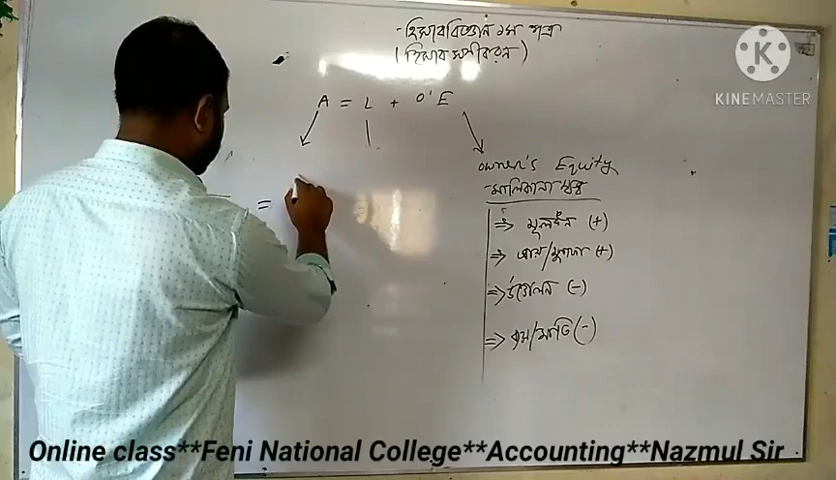 হিসাববিজ্ঞান ১ম পত্র
(হিসাব সমীকরন)
KINEMASTER
A = L + O'E
owner's Equity
মালিকানা স্বত্ব
=
⇒ মূলধন (+)
⇒ আয়/মুনাফা (+)
⇒ উত্তোলন (-)
⇒ ব্যয়/ক্ষতি (-)
Online class**Feni National College**Accounting**Nazmul Sir